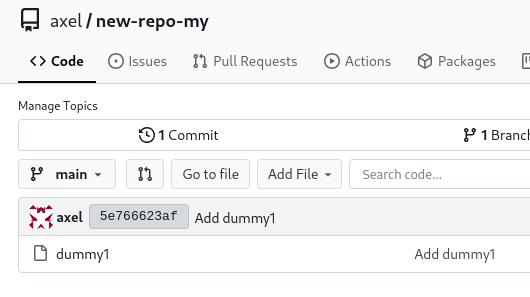 axel / new-repo-my
Code Issues Pull Requests Actions Packages
Manage Topics
1 Commit 1 Branch
main Go to file Add File Search code...
axel 5e766623af Add dummy1
dummy1 Add dummy1